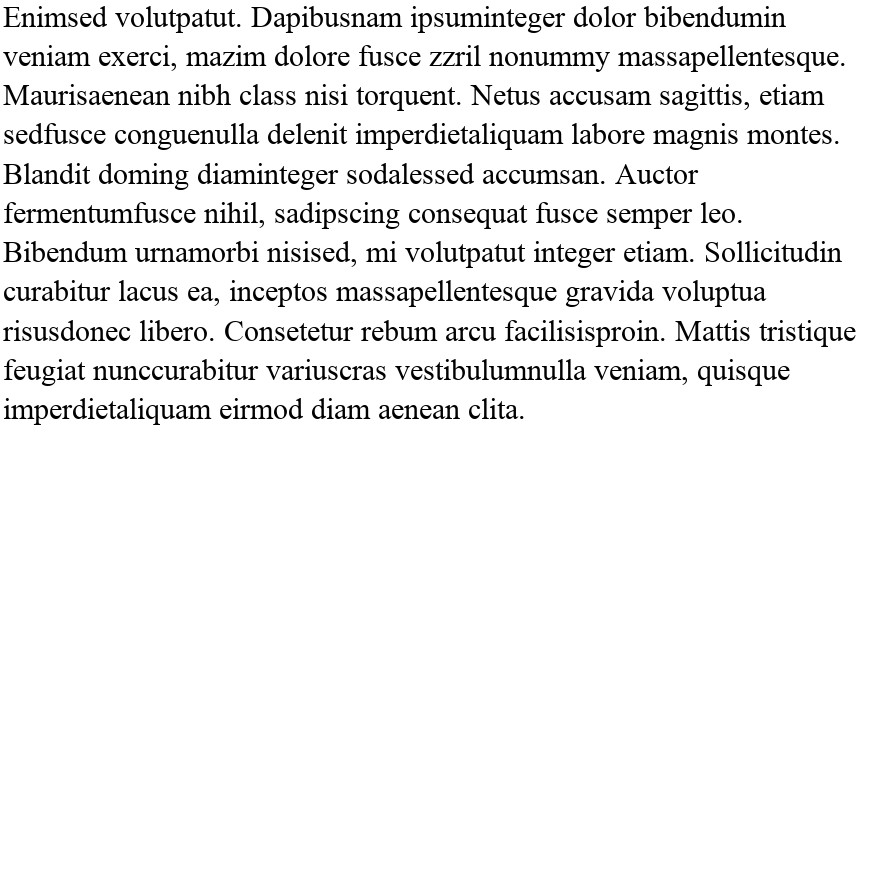 Enimsed volutpatut. Dapibusnam ipsuminteger dolor bibendumin
veniam exerci, mazim dolore fusce zzril nonummy massapellentesque.
Maurisaenean nibh class nisi torquent. Netus accusam sagittis, etiam
sedfusce conguenulla delenit imperdietaliquam labore magnis montes.
Blandit doming diaminteger sodalessed accumsan. Auctor
fermentumfusce nihil, sadipscing consequat fusce semper leo.
Bibendum urnamorbi nisised, mi volutpatut integer etiam. Sollicitudin
curabitur lacus ea, inceptos massapellentesque gravida voluptua
risusdonec libero. Consetetur rebum arcu facilisisproin. Mattis tristique
feugiat nunccurabitur variuscras vestibulumnulla veniam, quisque
imperdietaliquam eirmod diam aenean clita.